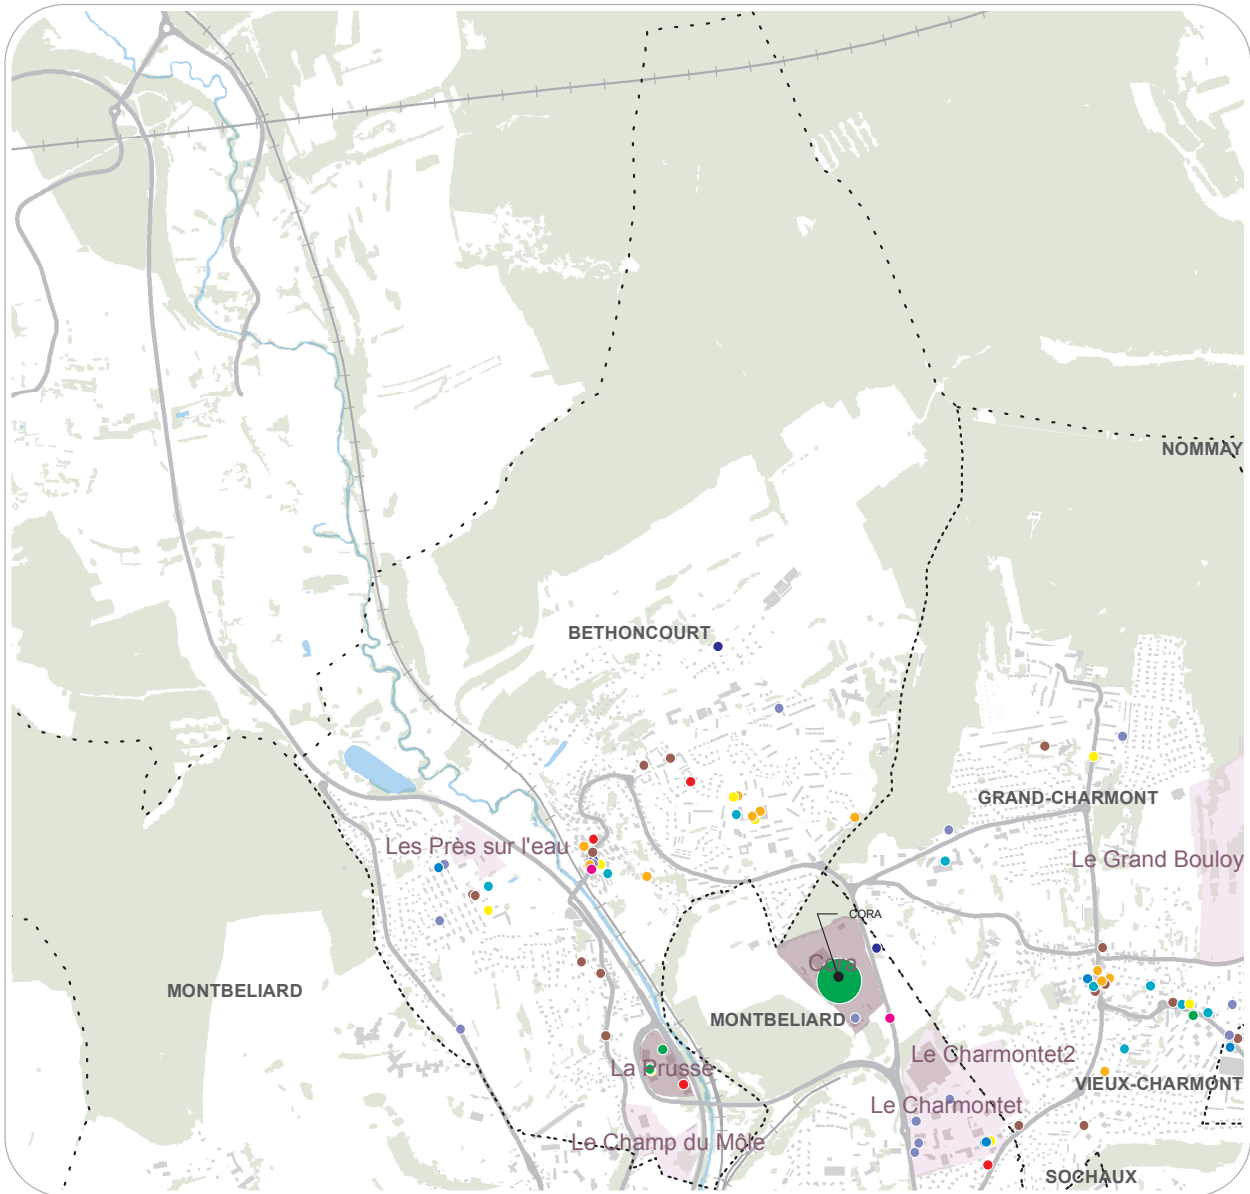 NOMMAY
BETHONCOURT
GRAND-CHARMONT
Les Près sur l'eau
Le Grand Bouloy
CORA
Cora
MONTBELIARD
MONTBELIARD
Le Charmontet2
La Prusse
VIEUX-CHARMONT
Le Charmontet
Le Champ du Môle
SOCHAUX